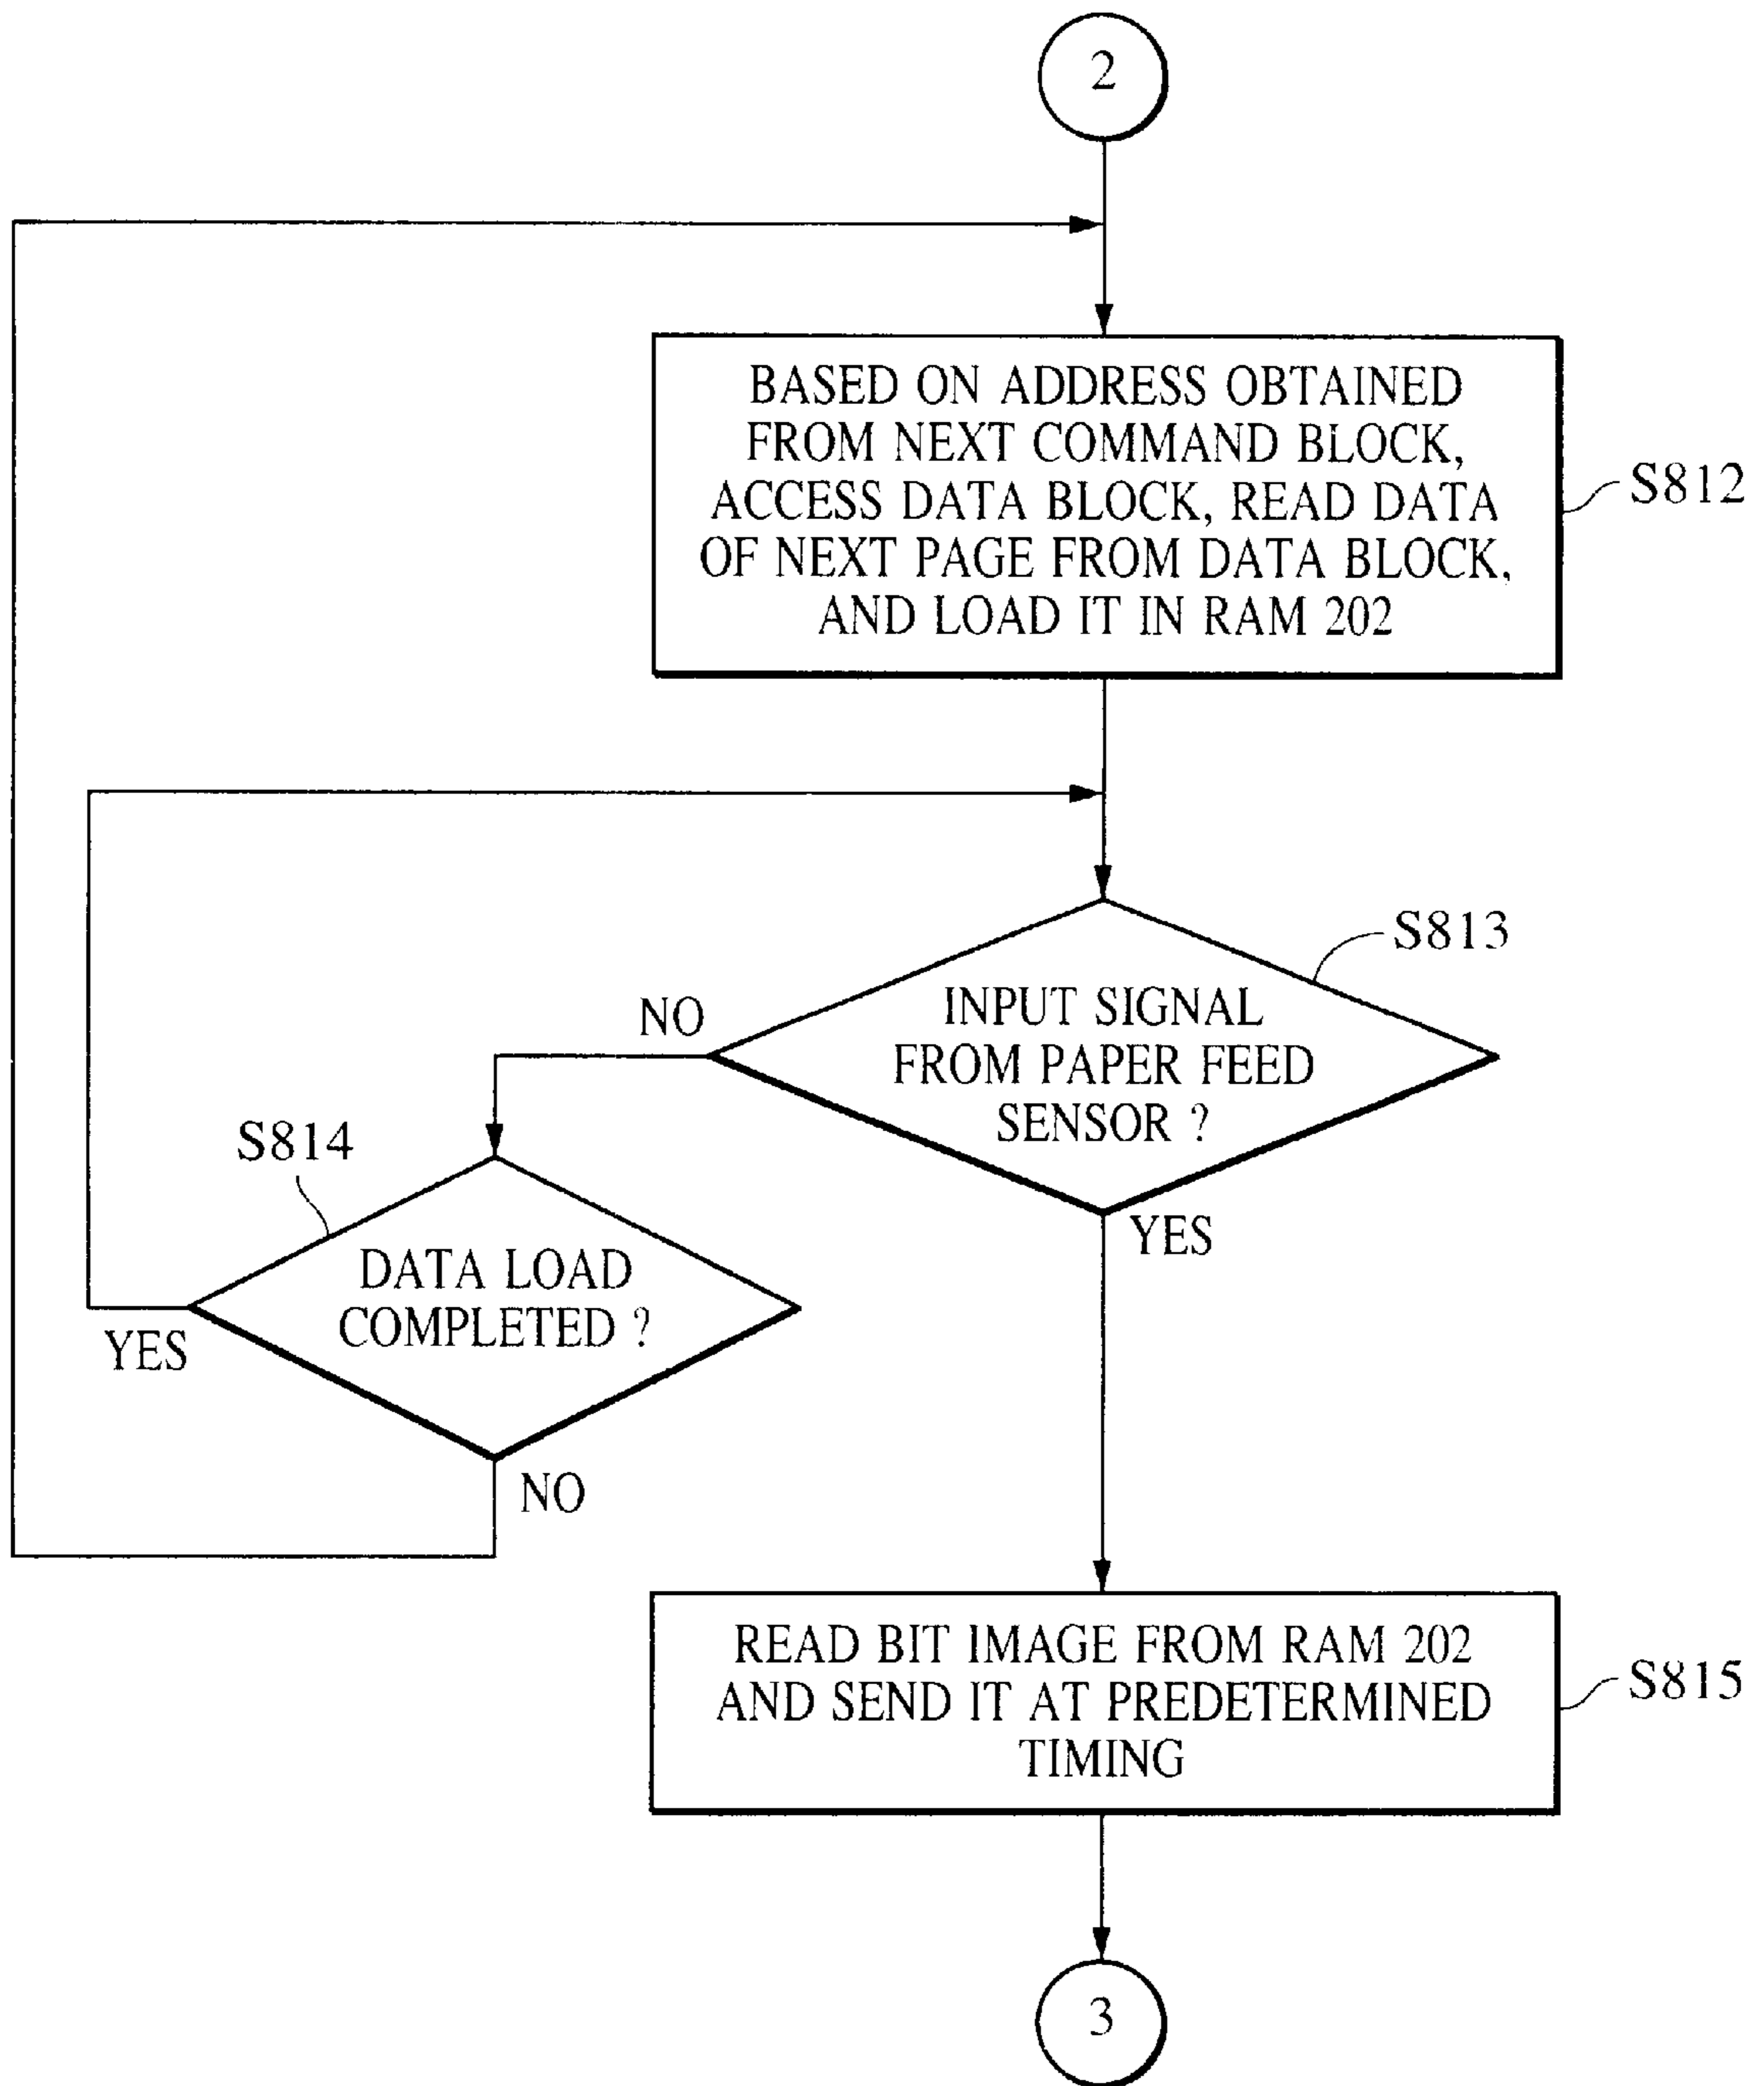 2
BASED ON ADDRESS OBTAINED
FROM NEXT COMMAND BLOCK,
ACCESS DATA BLOCK, READ DATA
OF NEXT PAGE FROM DATA BLOCK,
AND LOAD IT IN RAM 202
S812
S813
INPUT SIGNAL
FROM PAPER FEED
SENSOR ?
NO
YES
S814
DATA LOAD
COMPLETED ?
YES
NO
READ BIT IMAGE FROM RAM 202
AND SEND IT AT PREDETERMINED
TIMING
S815
3